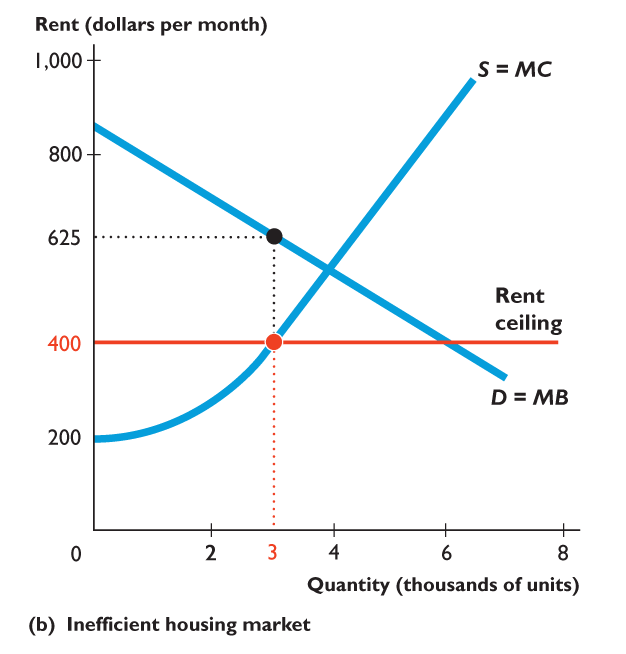 Rent (dollars per month)
1,000
S = MC
800
625
Rent
ceiling
400
D = MB
200
0 2 3 4 6 8
Quantity (thousands of units)
(b) Inefficient housing market